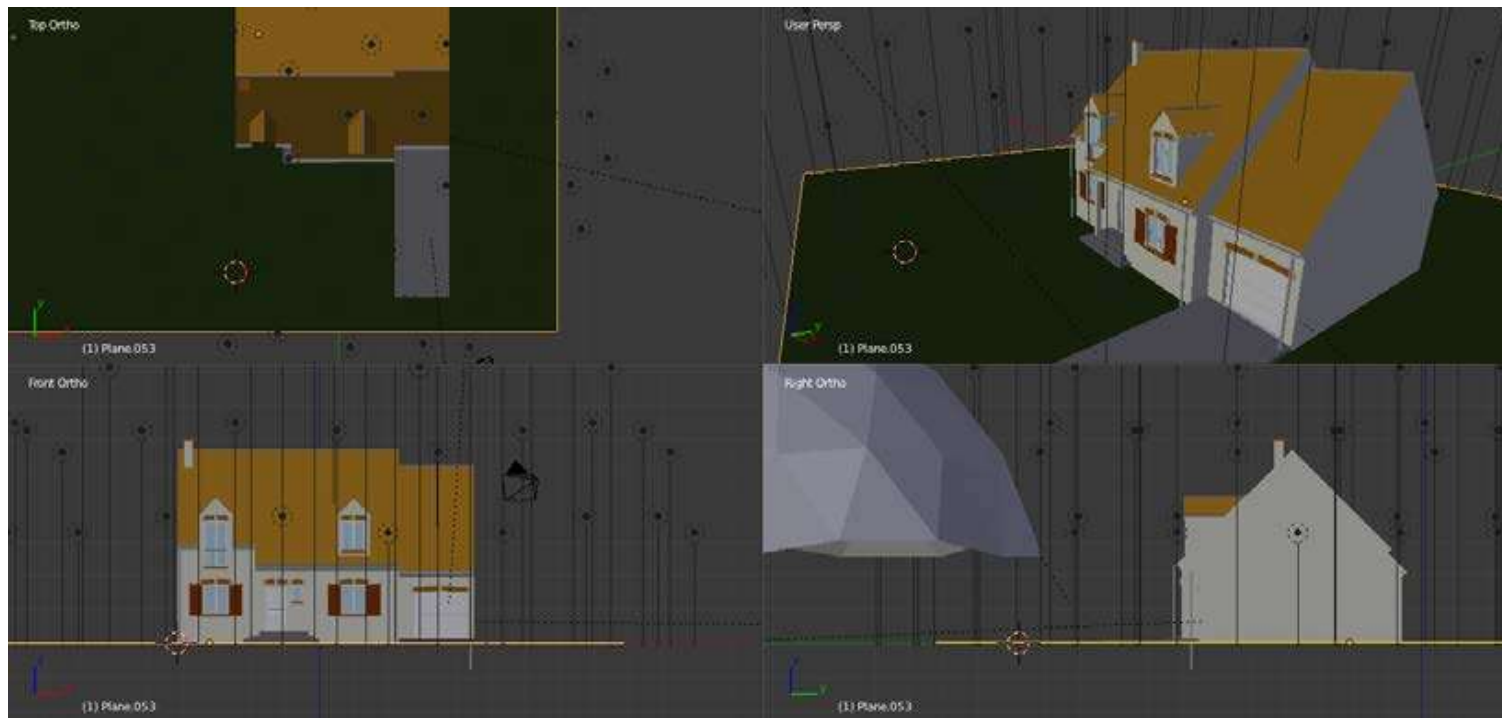 Top Ortho
User Persp
(1) Plane.053
(1) Plane.053
Front Ortho
Right Ortho
(1) Plane.053
(1) Plane.053